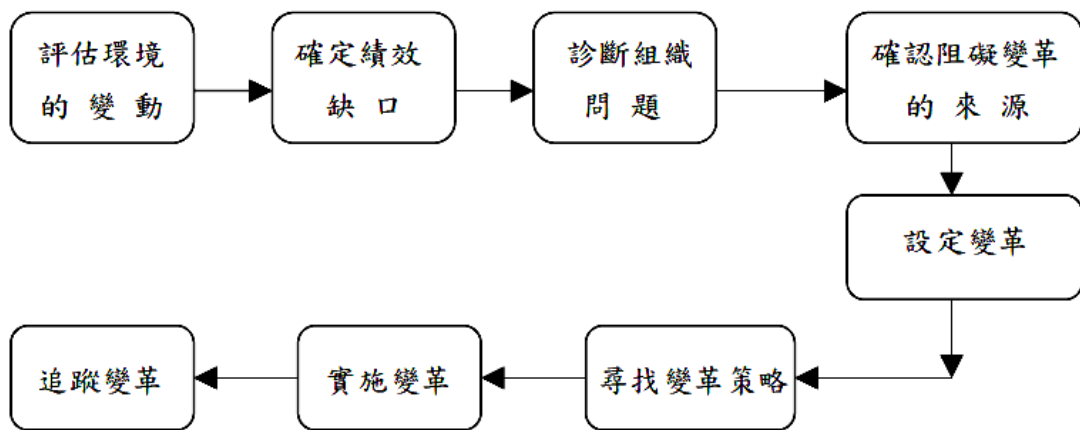 評估環境
的變動
確定績效
缺口
診斷組織
問題
確認阻礙變革
的來源
設定變革
尋找變革策略
實施變革
追蹤變革